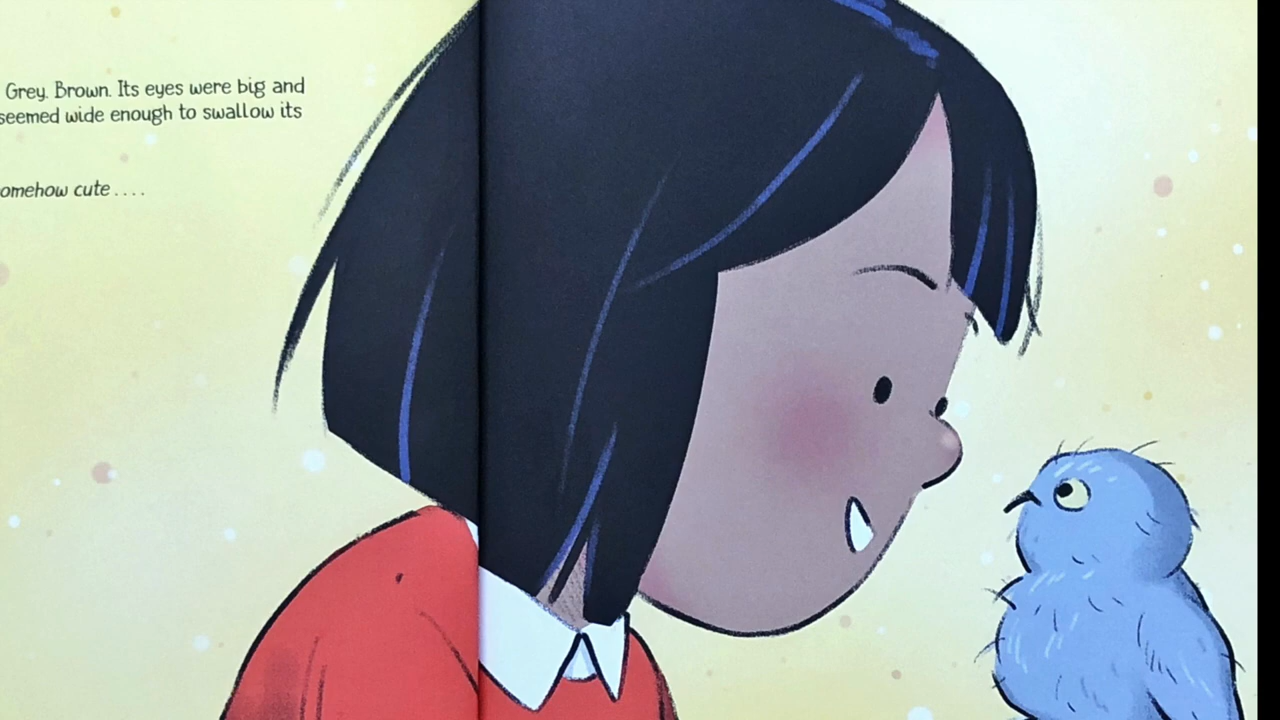 Grey. Brown. Its eyes were big and
seemed wide enough to swallow its
omehow cute....